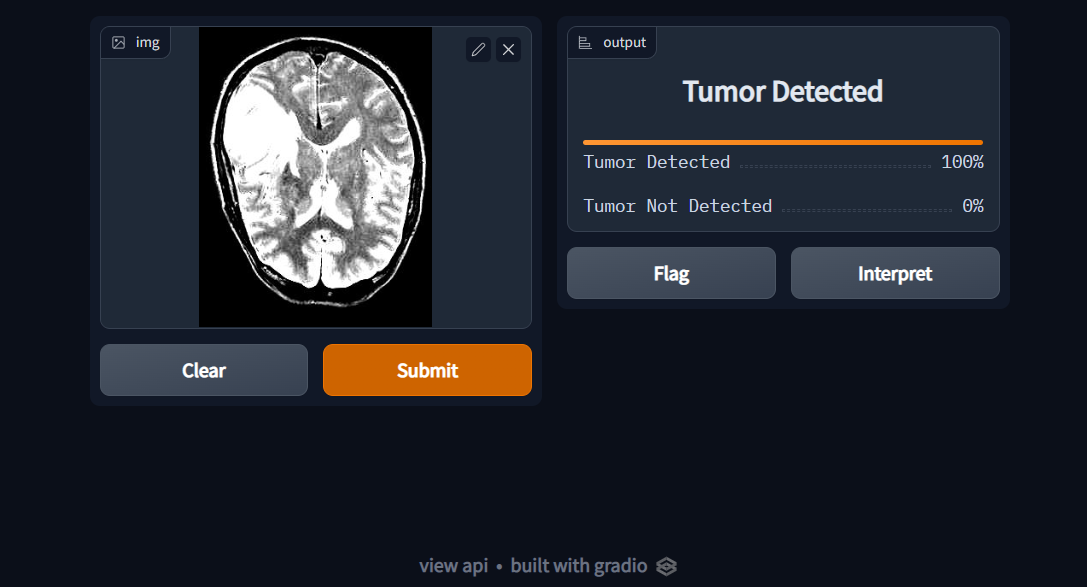 img
output
Tumor Detected
Tumor Detected 100%
Tumor Not Detected 0%
Flag
Interpret
Clear
Submit
view api • built with gradio